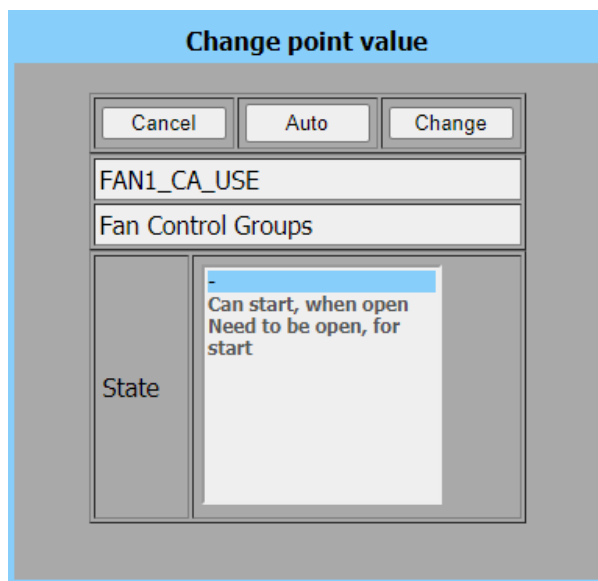 Change point value
Cancel Auto Change
FAN1_CA_USE
Fan Control Groups
State
-
Can start, when open
Need to be open, for
start